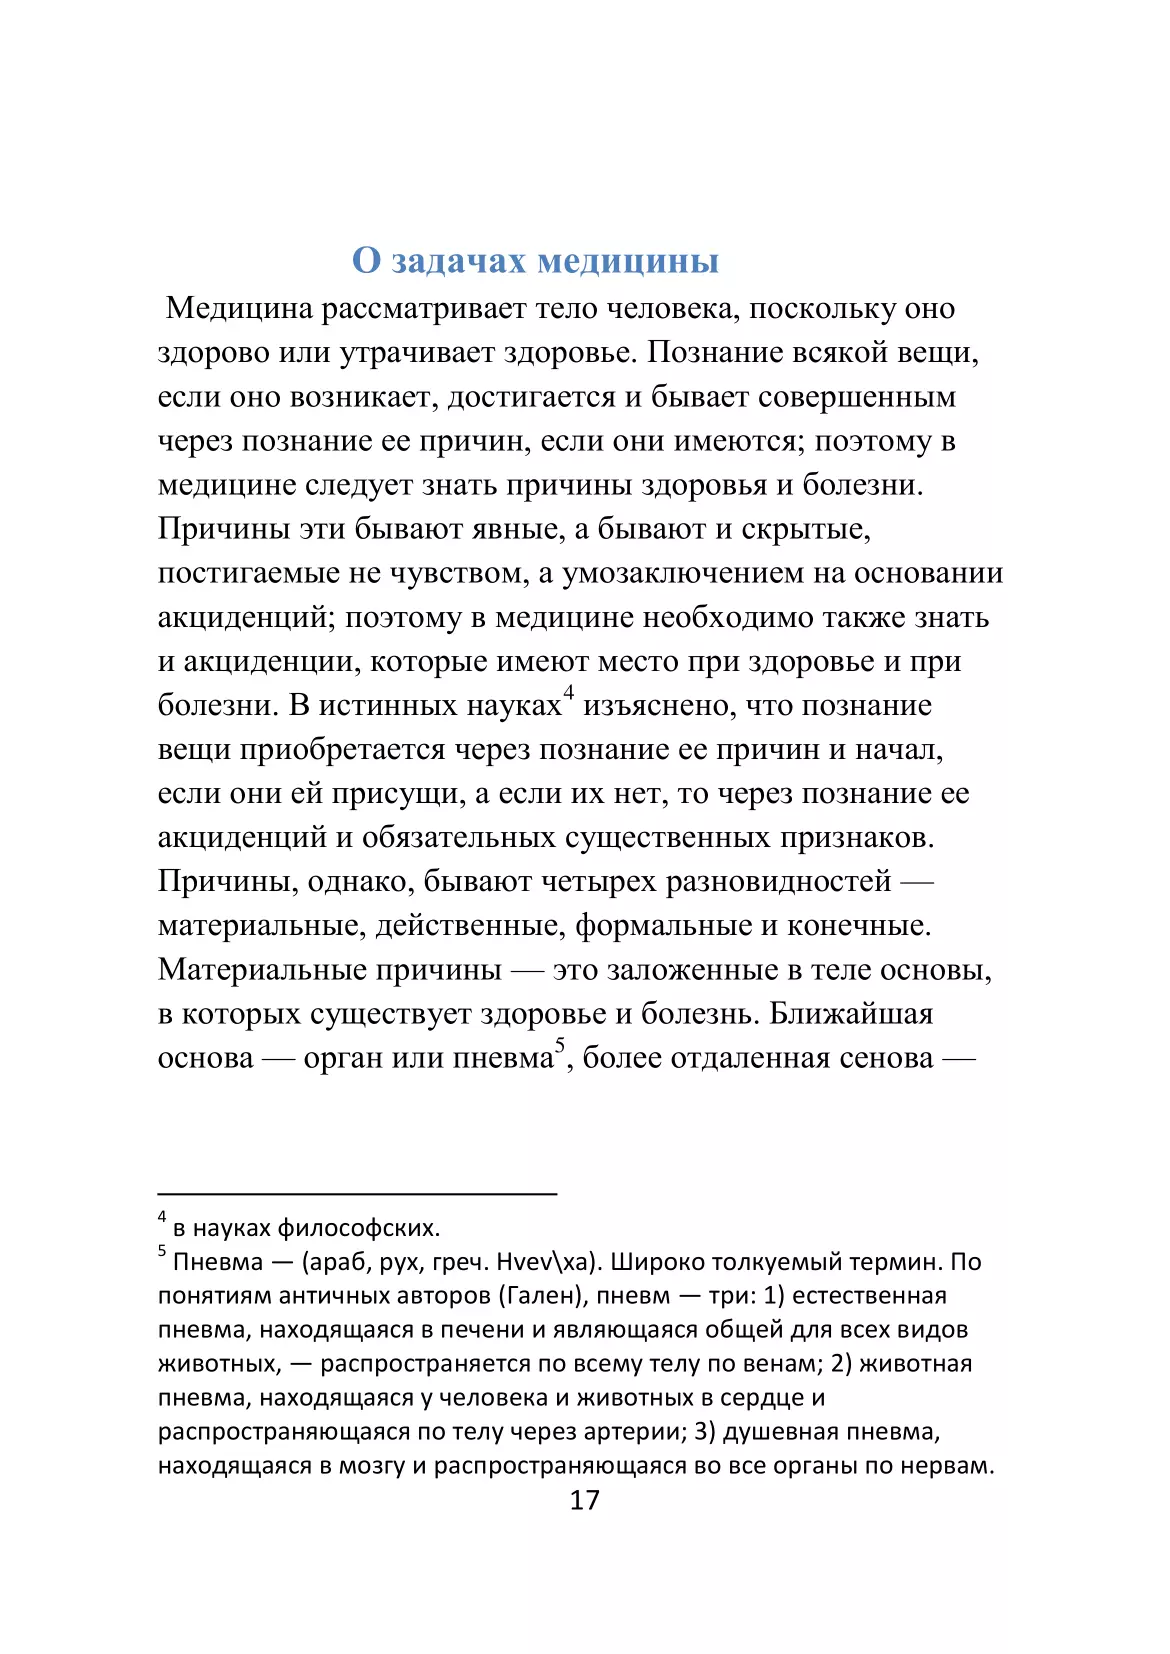 О задачах медицины
Медицина рассматривает тело человека, поскольку оно
здорово или утрачивает здоровье. Познание всякой вещи,
если оно возникает, достигается и бывает совершенным
через познание ее причин, если они имеются; поэтому в
медицине следует знать причины здоровья и болезни.
Причины эти бывают явные, а бывают и скрытые,
постигаемые не чувством, а умозаключением на основании
акциденций; поэтому в медицине необходимо также знать
и акциденции, которые имеют место при здоровье и при
болезни. В истинных науках4 изъяснено, что познание
вещи приобретается через познание ее причин и начал,
если они ей присущи, а если их нет, то через познание ее
акциденций и обязательных существенных признаков.
Причины, однако, бывают четырех разновидностей —
материальные, действенные, формальные и конечные.
Материальные причины — это заложенные в теле основы,
в которых существует здоровье и болезнь. Ближайшая
основа — орган или пневма5, более отдаленная сенова —
4 в науках философских.
5 Пневма — (араб, рух, греч. Hvev\xa). Широко толкуемый термин. По
понятиям античных авторов (Гален), пневм — три: 1) естественная
пневма, находящаяся в печени и являющаяся общей для всех видов
животных, — распространяется по всему телу по венам; 2) животная
пневма, находящаяся у человека и животных в сердце и
распространяющаяся по телу через артерии; 3) душевная пневма,
находящаяся в мозгу и распространяющаяся во все органы по нервам.
17